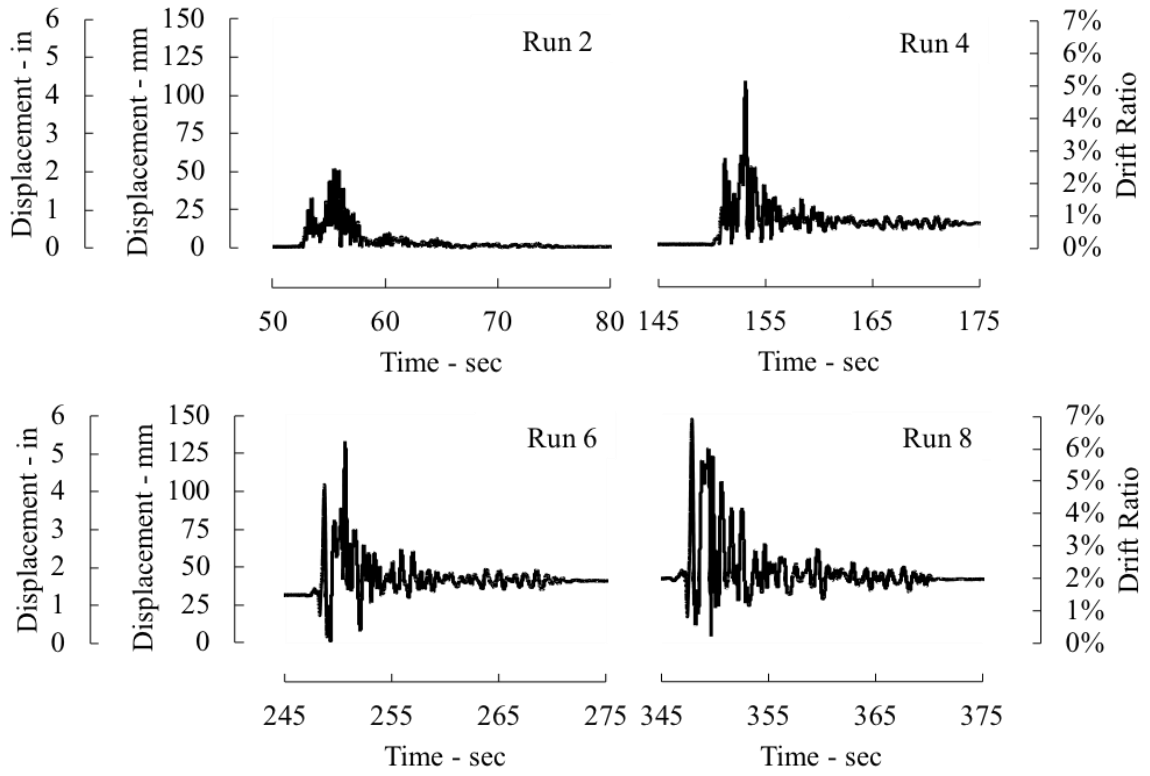 Displacement - in
6
5
4
3
2
1
0
Displacement - mm
150
125
100
75
50
25
0
Run 2
50 60 70 80
Time - sec
Run 4
145 155 165 175
Time - sec
7%
6%
5%
4%
3%
2%
1%
0%
Drift Ratio
Displacement - in
6
5
4
3
2
1
0
Displacement - mm
150
125
100
75
50
25
0
Run 6
245 255 265 275
Time - sec
Run 8
345 355 365 375
Time - sec
7%
6%
5%
4%
3%
2%
1%
0%
Drift Ratio